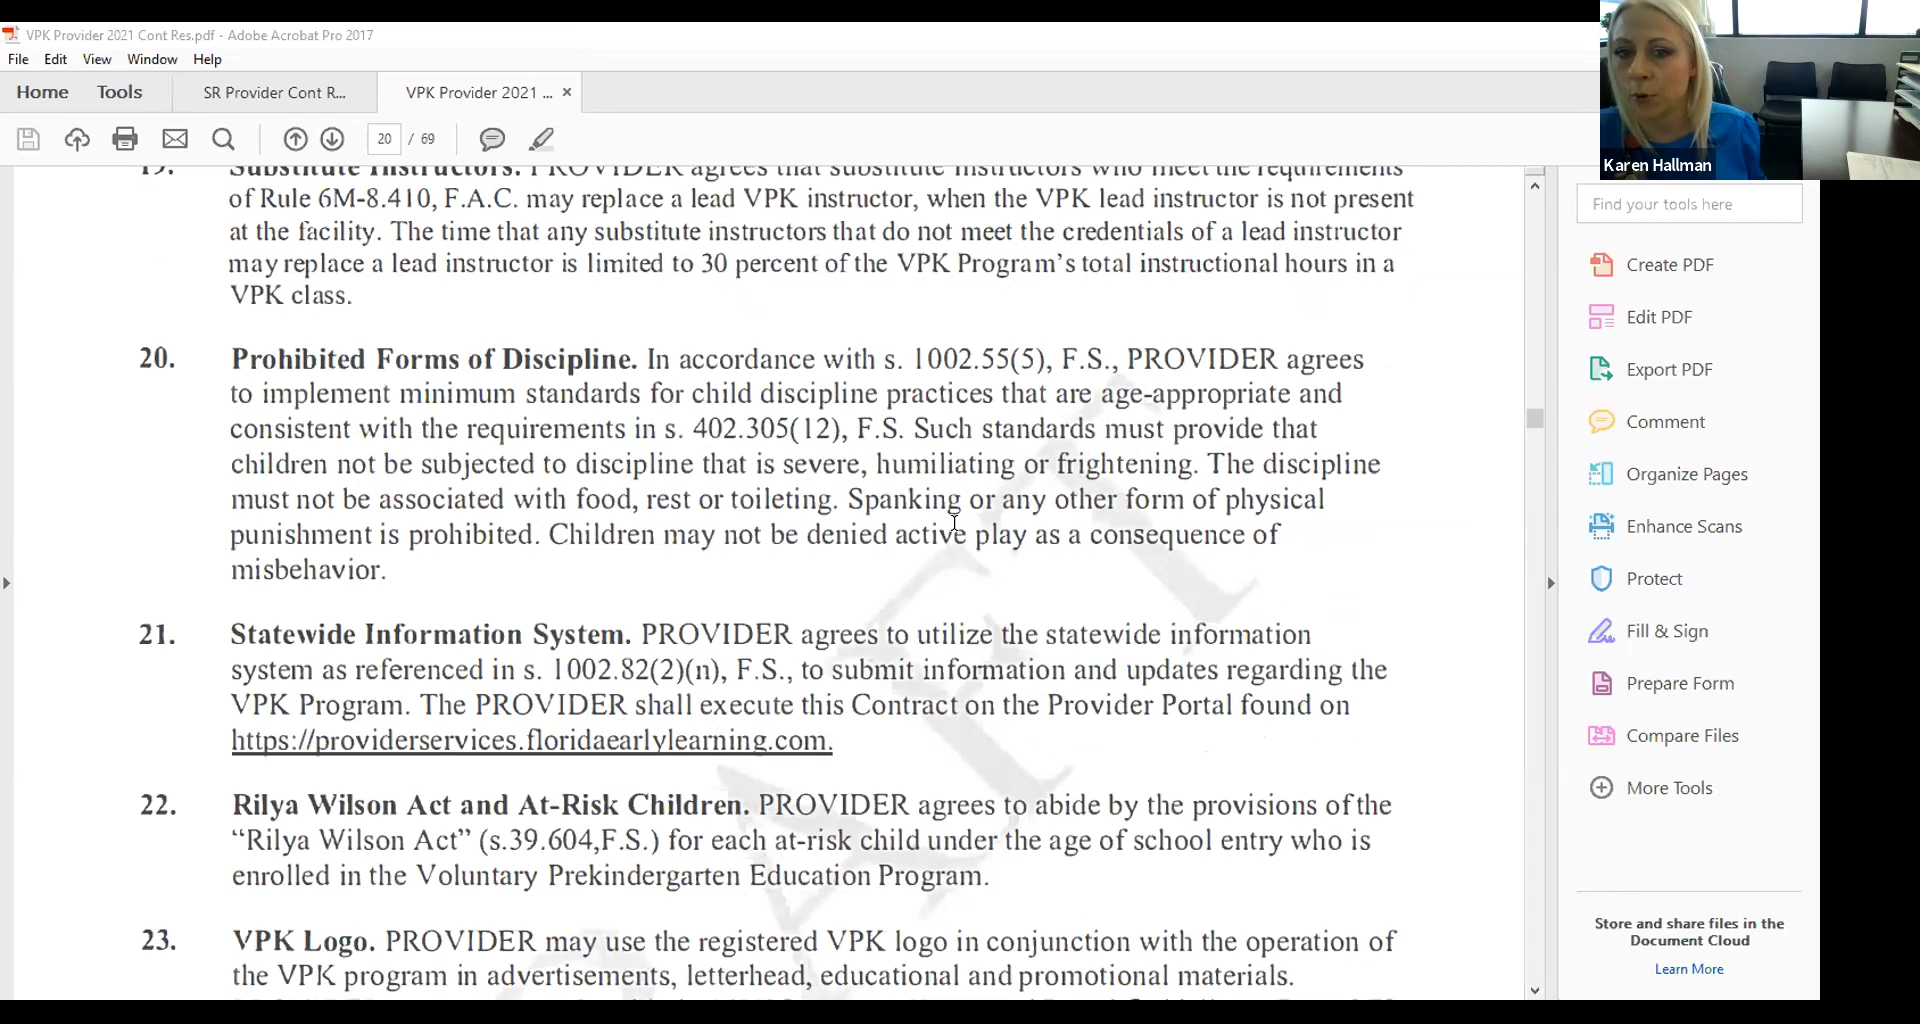 VPK Provider 2021 Cont Res.pdf - Adobe Acrobat Pro 2017
File Edit View Window Help
Home Tools SR Provider Cont R... VPK Provider 2021 ... ×
20 / 69
Karen Hallman
19. Substitute Instructors. PROVIDER agrees that substitute instructors who meet the requirements
of Rule 6M-8.410, F.A.C. may replace a lead VPK instructor, when the VPK lead instructor is not present
at the facility. The time that any substitute instructors that do not meet the credentials of a lead instructor
may replace a lead instructor is limited to 30 percent of the VPK Program's total instructional hours in a
VPK class.
20. Prohibited Forms of Discipline. In accordance with s. 1002.55(5), F.S., PROVIDER agrees
to implement minimum standards for child discipline practices that are age-appropriate and
consistent with the requirements in s. 402.305(12), F.S. Such standards must provide that
children not be subjected to discipline that is severe, humiliating or frightening. The discipline
must not be associated with food, rest or toileting. Spanking or any other form of physical
punishment is prohibited. Children may not be denied active play as a consequence of
misbehavior.
21. Statewide Information System. PROVIDER agrees to utilize the statewide information
system as referenced in s. 1002.82(2)(n), F.S., to submit information and updates regarding the
VPK Program. The PROVIDER shall execute this Contract on the Provider Portal found on
https://providerservices.floridaearlylearning.com.
22. Rilya Wilson Act and At-Risk Children. PROVIDER agrees to abide by the provisions of the
“Rilya Wilson Act” (s.39.604,F.S.) for each at-risk child under the age of school entry who is
enrolled in the Voluntary Prekindergarten Education Program.
23. VPK Logo. PROVIDER may use the registered VPK logo in conjunction with the operation of
the VPK program in advertisements, letterhead, educational and promotional materials.
Find your tools here
Create PDF
Edit PDF
Export PDF
Comment
Organize Pages
Enhance Scans
Protect
Fill & Sign
Prepare Form
Compare Files
More Tools
Store and share files in the
Document Cloud
Learn More